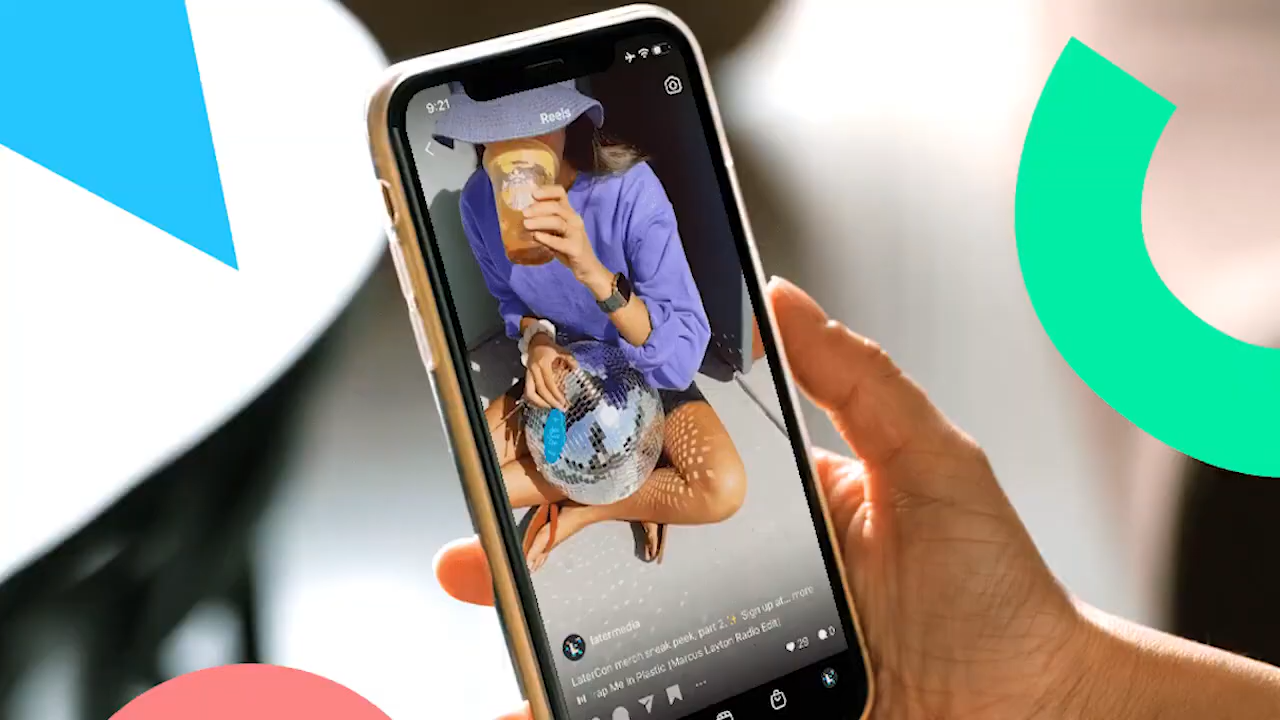 9:21
Reels
latermedia
LaterCon merch sneak peek, part 2.✨ Sign up at... more
rap Me in Plastic (Marcus Layton Radio Edit)
29
0